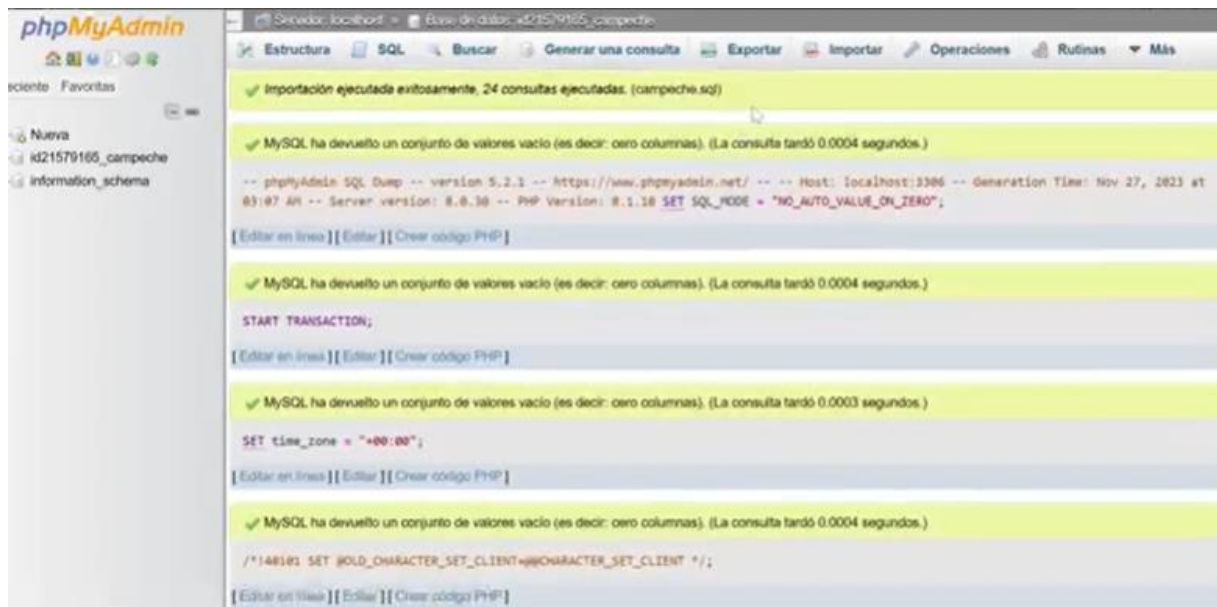 phpMyAdmin
eciente Favoritas
Nueva
id21579165_campeche
information_schema
Servidor: localhost » Base de datos: id21579165_campeche
Estructura SQL Buscar Generar una consulta Exportar Importar Operaciones Rutinas Más
Importación ejecutada exitosamente, 24 consultas ejecutadas. (campeche.sql)
MySQL ha devuelto un conjunto de valores vacío (es decir: cero columnas). (La consulta tardó 0.0004 segundos.)
-- phpMyAdmin SQL Dump -- version 5.2.1 -- https://www.phpmyadmin.net/ -- -- Host: localhost:3306 -- Generation Time: Nov 27, 2023 at
03:07 AM -- Server version: 8.0.30 -- PHP Version: 8.1.10 SET SQL_MODE = "NO_AUTO_VALUE_ON_ZERO";
[ Editar en línea ] [ Editar ] [ Crear código PHP ]
MySQL ha devuelto un conjunto de valores vacío (es decir: cero columnas). (La consulta tardó 0.0004 segundos.)
START TRANSACTION;
[ Editar en línea ] [ Editar ] [ Crear código PHP ]
MySQL ha devuelto un conjunto de valores vacío (es decir: cero columnas). (La consulta tardó 0.0003 segundos.)
SET time_zone = "+00:00";
[ Editar en línea ] [ Editar ] [ Crear código PHP ]
MySQL ha devuelto un conjunto de valores vacío (es decir: cero columnas). (La consulta tardó 0.0004 segundos.)
/*!40101 SET @OLD_CHARACTER_SET_CLIENT=@@CHARACTER_SET_CLIENT */;
[ Editar en línea ] [ Editar ] [ Crear código PHP ]